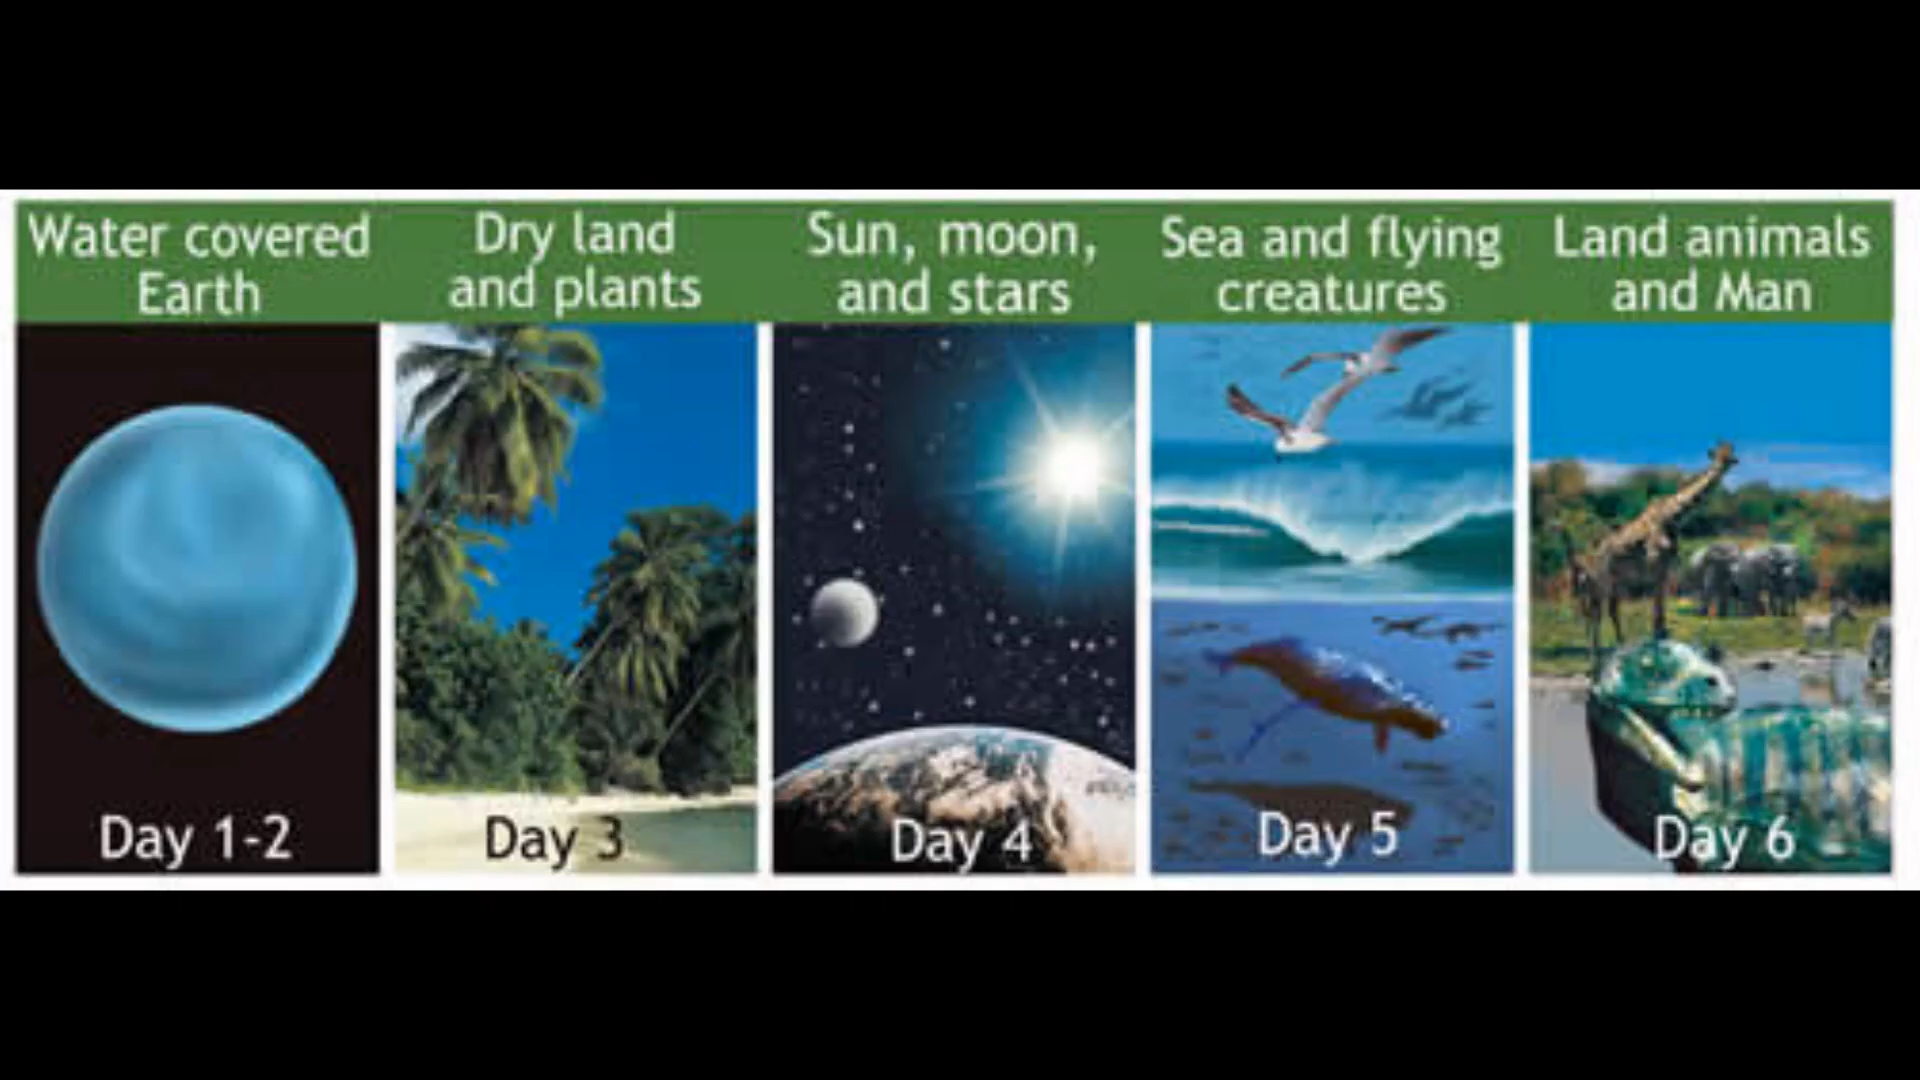 Water covered
Earth
Dry land
and plants
Sun, moon,
and stars
Sea and flying
creatures
Land animals
and Man
Day 1-2
Day 3
Day 4
Day 5
Day 6